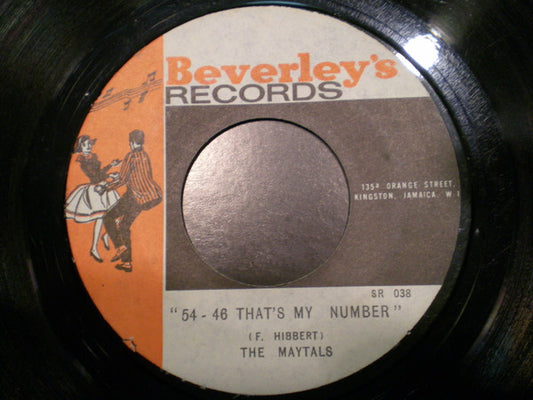 Beverley's
RECORDS
135ª ORANGE STREET,
KINGSTON, JAMAICA, W I
SR 038
"54-46 THAT'S MY NUMBER"
(F. HIBBERT)
THE MAYTALS